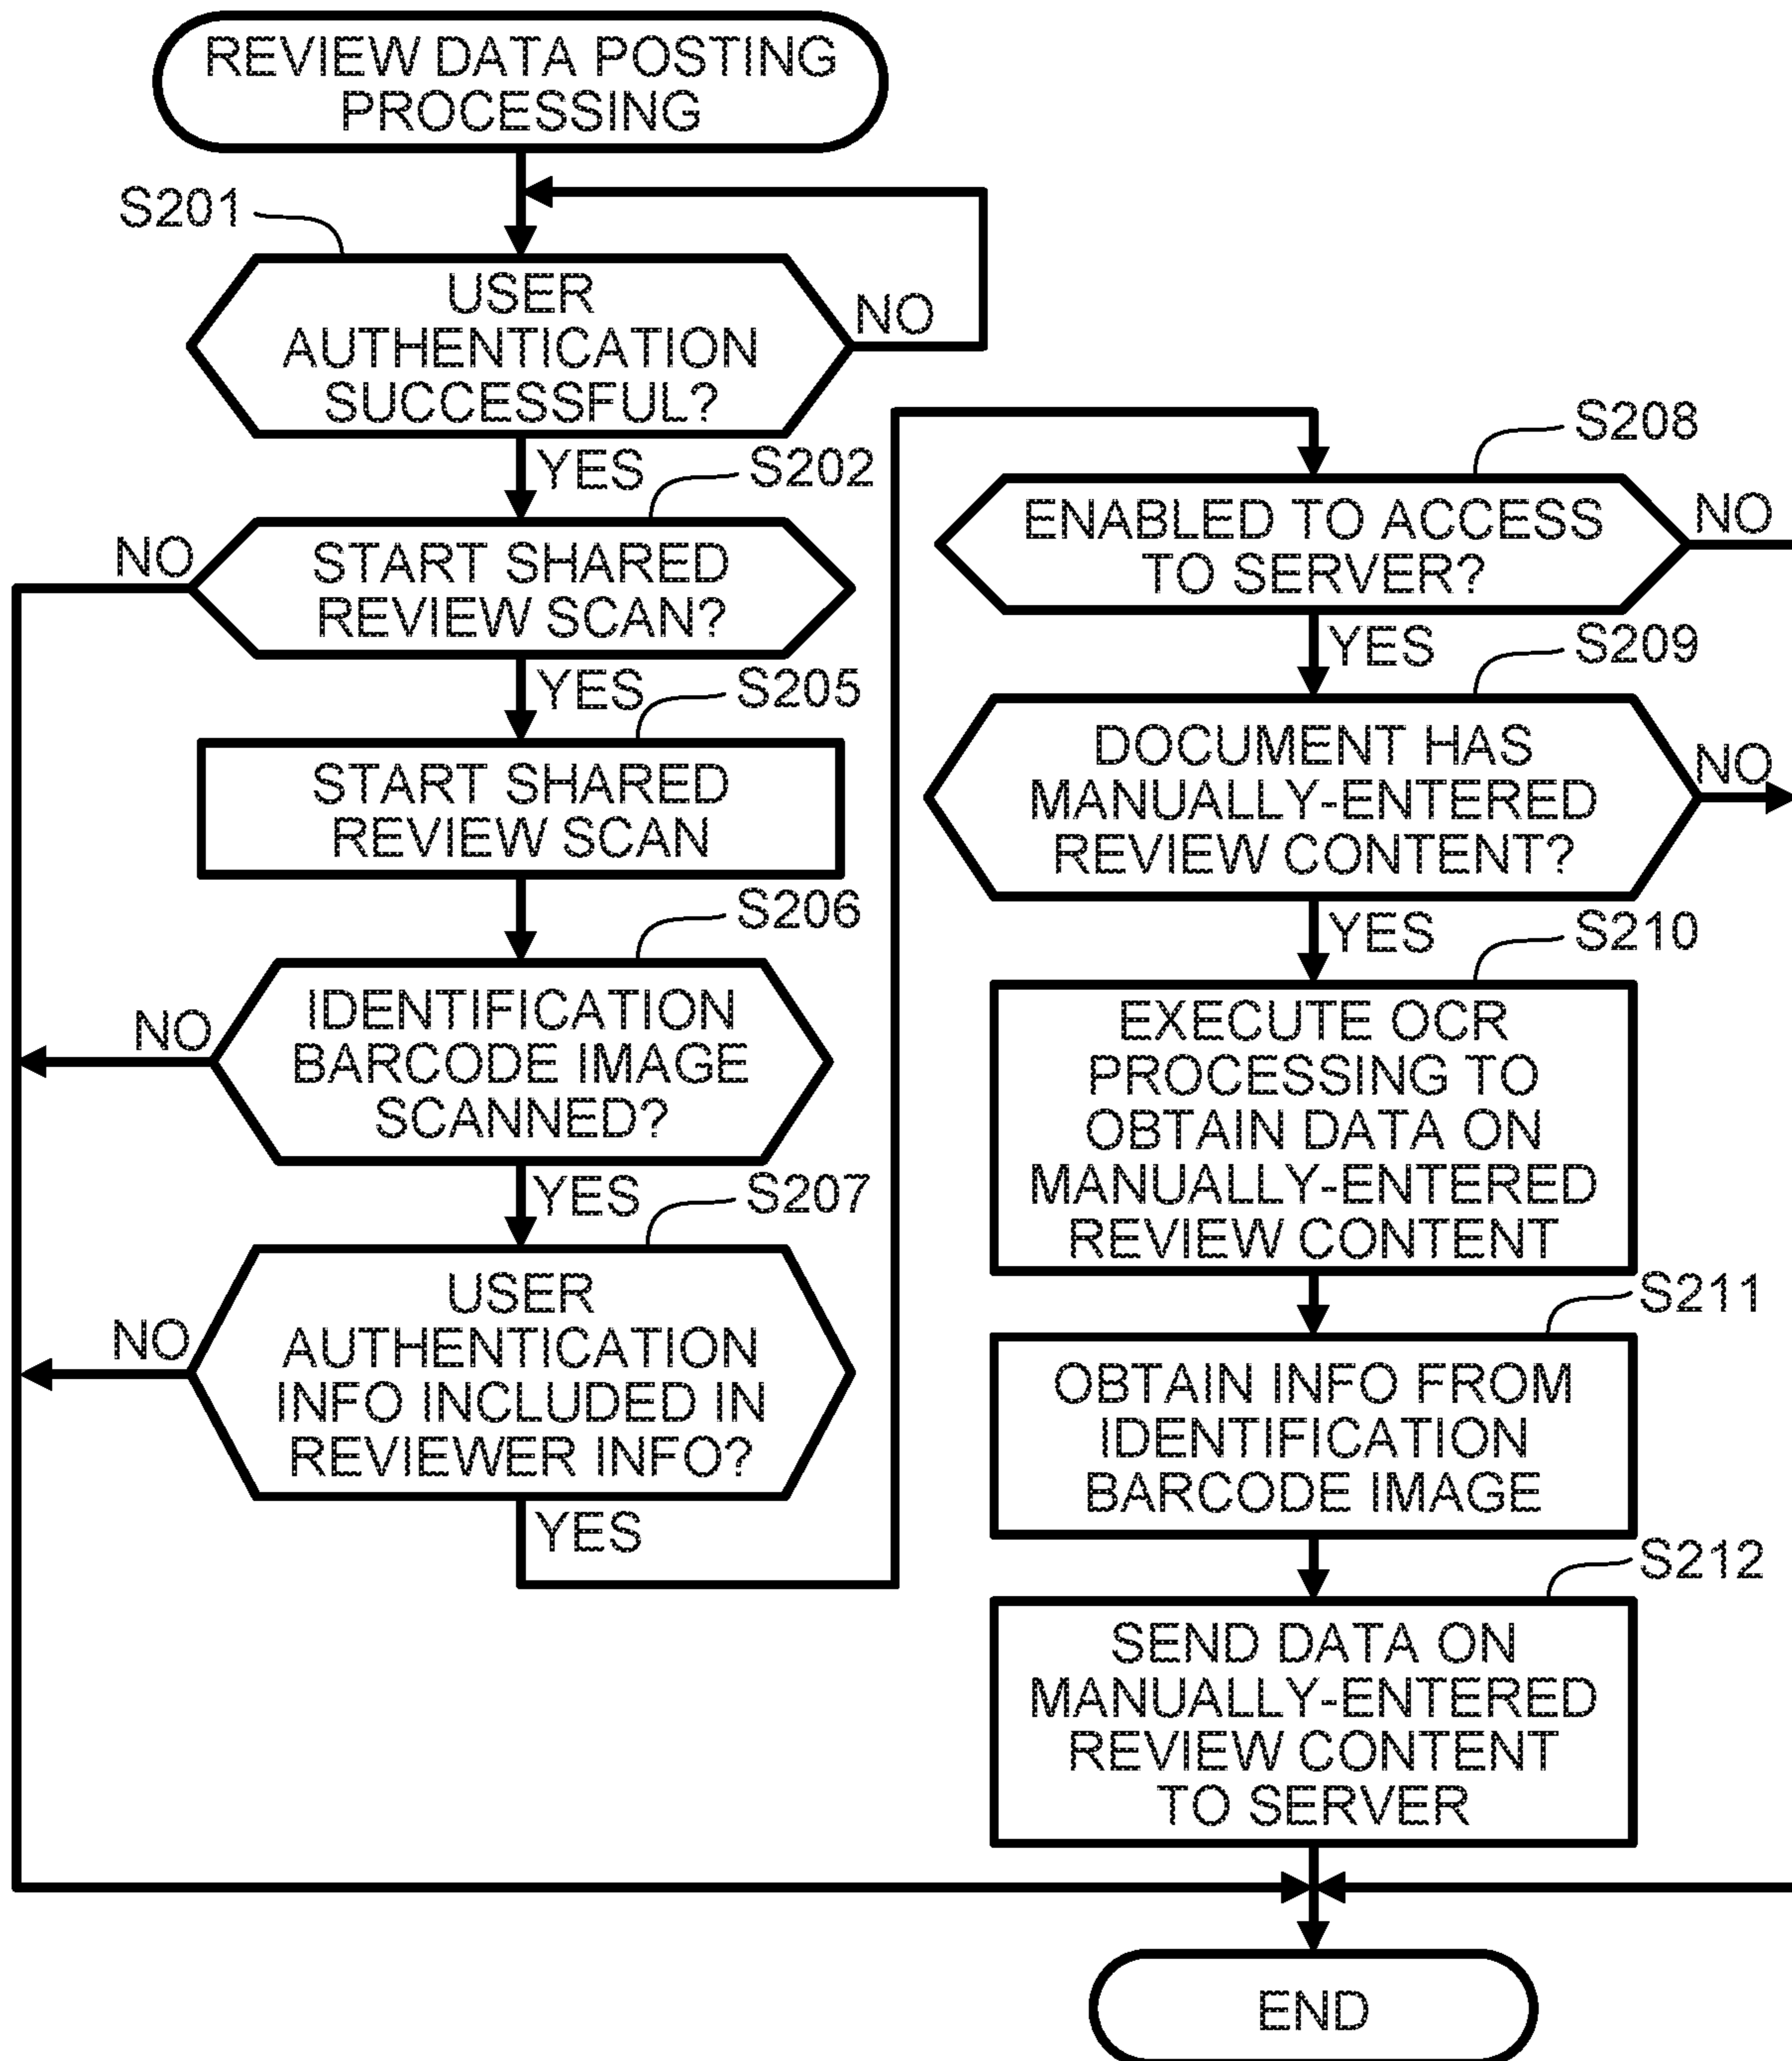 REVIEW DATA POSTING
PROCESSING
S201
USER
AUTHENTICATION
SUCCESSFUL?
NO
YES
S202
NO
START SHARED
REVIEW SCAN?
YES
S205
START SHARED
REVIEW SCAN
S206
NO
IDENTIFICATION
BARCODE IMAGE
SCANNED?
YES
S207
NO
USER
AUTHENTICATION
INFO INCLUDED IN
REVIEWER INFO?
YES
S208
ENABLED TO ACCESS
TO SERVER?
NO
YES
S209
DOCUMENT HAS
MANUALLY-ENTERED
REVIEW CONTENT?
NO
YES
S210
EXECUTE OCR
PROCESSING TO
OBTAIN DATA ON
MANUALLY-ENTERED
REVIEW CONTENT
S211
OBTAIN INFO FROM
IDENTIFICATION
BARCODE IMAGE
S212
SEND DATA ON
MANUALLY-ENTERED
REVIEW CONTENT
TO SERVER
END